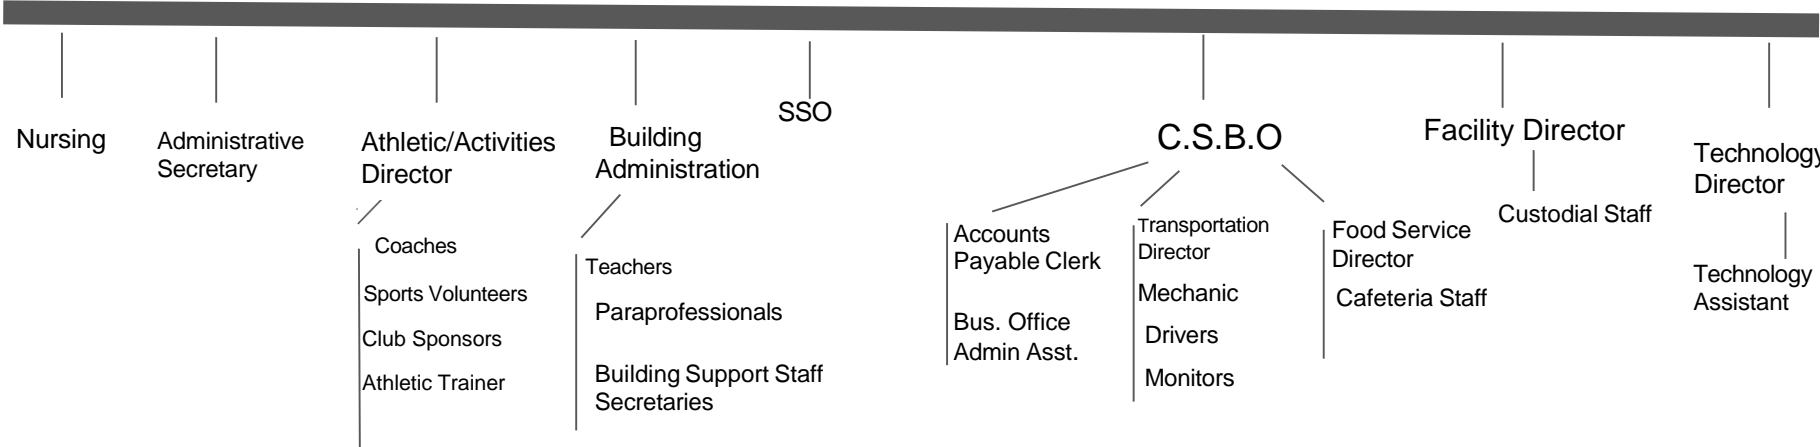 Nursing
Administrative
Secretary
Athletic/Activities
Director
Coaches
Sports Volunteers
Club Sponsors
Athletic Trainer
Building
Administration
Teachers
Paraprofessionals
Building Support Staff
Secretaries
SSO
C.S.B.O
Accounts
Payable Clerk
Bus. Office
Admin Asst.
Transportation
Director
Mechanic
Drivers
Monitors
Food Service
Director
Cafeteria Staff
Facility Director
Custodial Staff
Technology
Director
Technology
Assistant